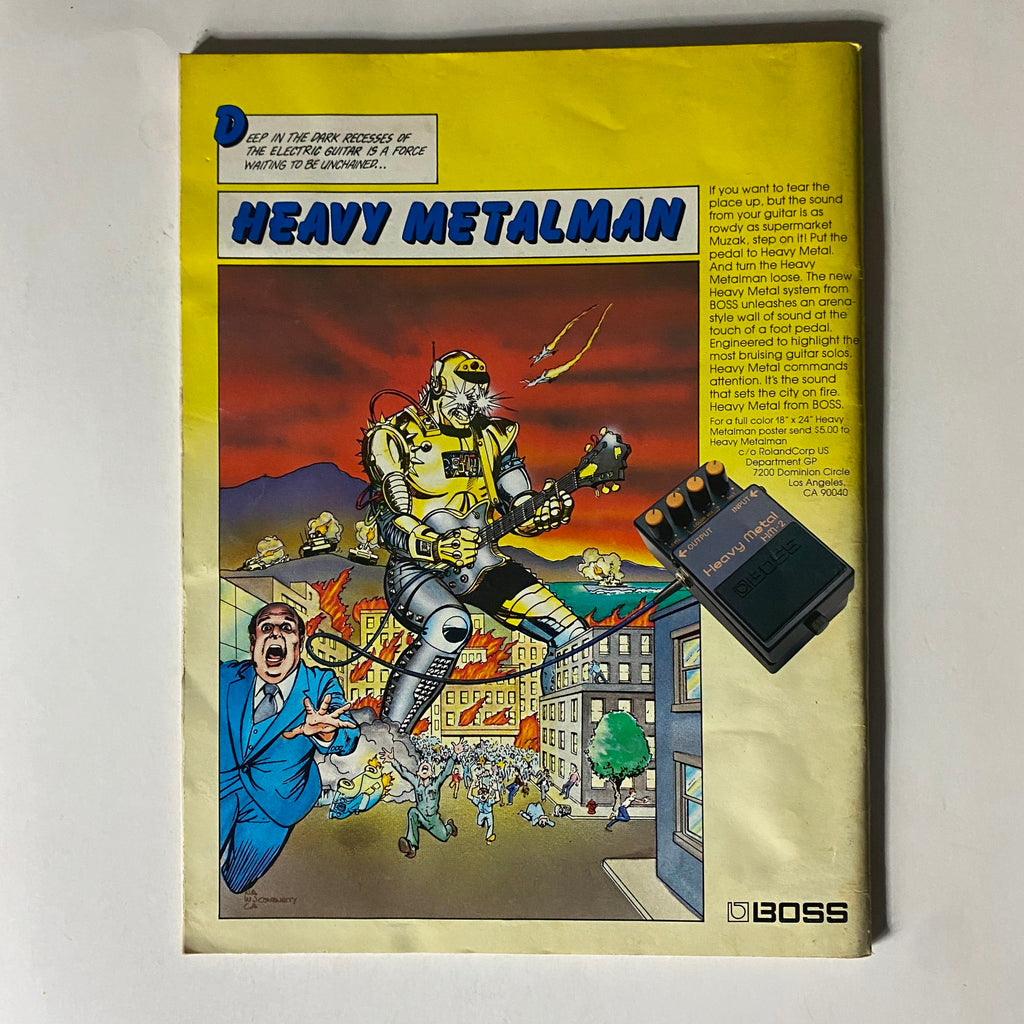 DEEP IN THE DARK RECESSES OF
THE ELECTRIC GUITAR IS A FORCE
WAITING TO BE UNCHAINED...
HEAVY METALMAN
If you want to tear the
place up, but the sound
from your guitar is as
rowdy as supermarket
Muzak, step on it! Put the
pedal to Heavy Metal.
And turn the Heavy
Metalman loose. The new
Heavy Metal system from
BOSS unleashes an arena-
style wall of sound at the
touch of a foot pedal.
Engineered to highlight the
most bruising guitar solos,
Heavy Metal commands
attention. It's the sound
that sets the city on fire.
Heavy Metal from BOSS.
For a full color 18" x 24" Heavy
Metalman poster send $5.00 to
Heavy Metalman
c/o RolandCorp US
Department GP
7200 Dominion Circle
Los Angeles,
CA 90040
INPUT
OUTPUT
Heavy Metal
HM-2
BOSS
BOSS